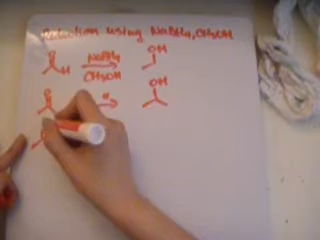 Reduction using NaBH4, CH3OH
O OH
H NaBH4
CH3OH
O OH
"